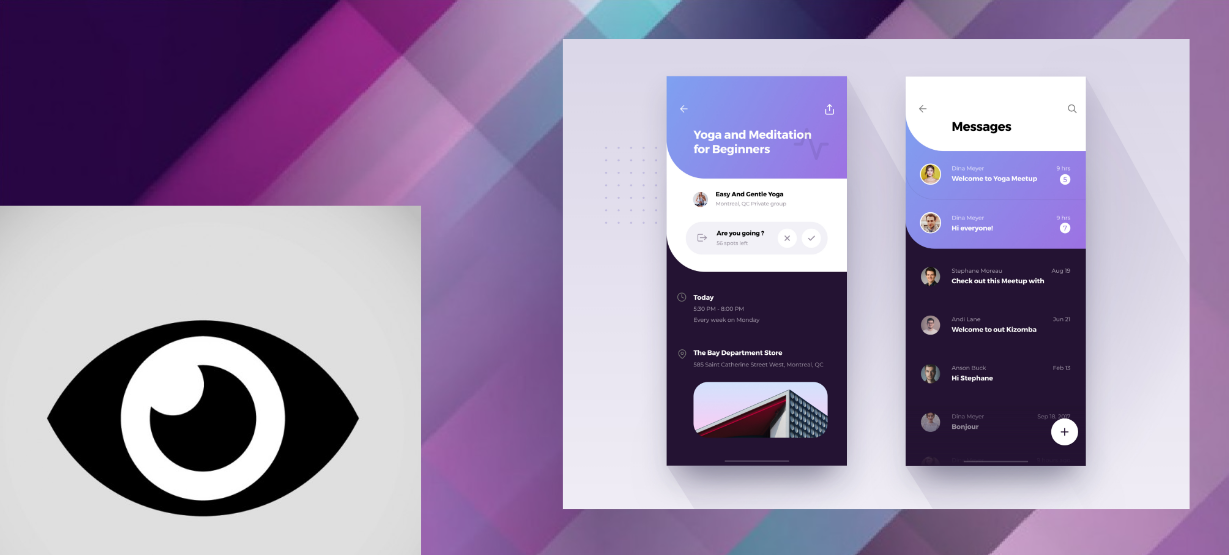 Yoga and Meditation
for Beginners
Easy And Gentle Yoga
Montreal, QC Private group
Are you going ?
56 spots left
Today
5:30 PM - 8:00 PM
Every week on Monday
The Bay Department Store
585 Saint Catherine Street West, Montreal, QC
Messages
Dina Meyer
9 hrs
Welcome to Yoga Meetup
5
Dina Meyer
9 hrs
Hi everyone!
7
Stephane Moreau
Aug 19
Check out this Meetup with
Andi Lane
Jun 21
Welcome to out Kizomba
Anson Buck
Feb 13
Hi Stephane
Dina Meyer
Sep 18, 2017
Bonjour